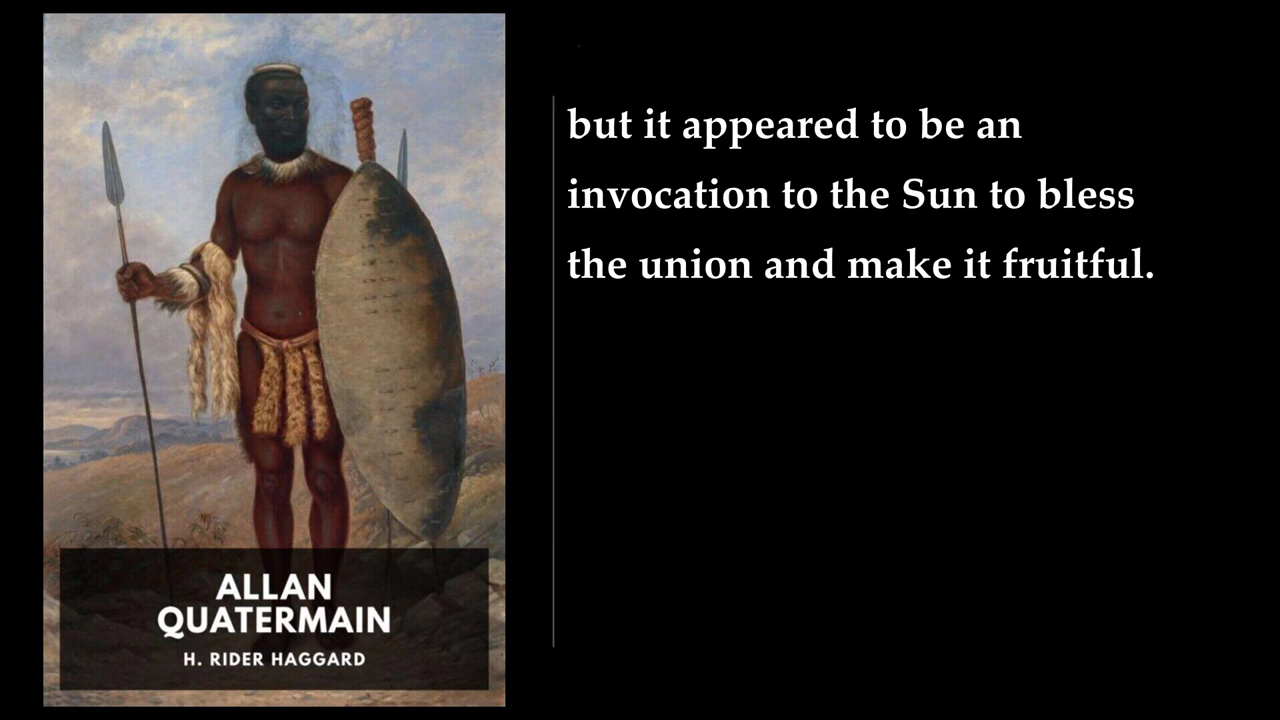 but it appeared to be an
invocation to the Sun to bless
the union and make it fruitful.
ALLAN
QUATERMAIN
H. RIDER HAGGARD